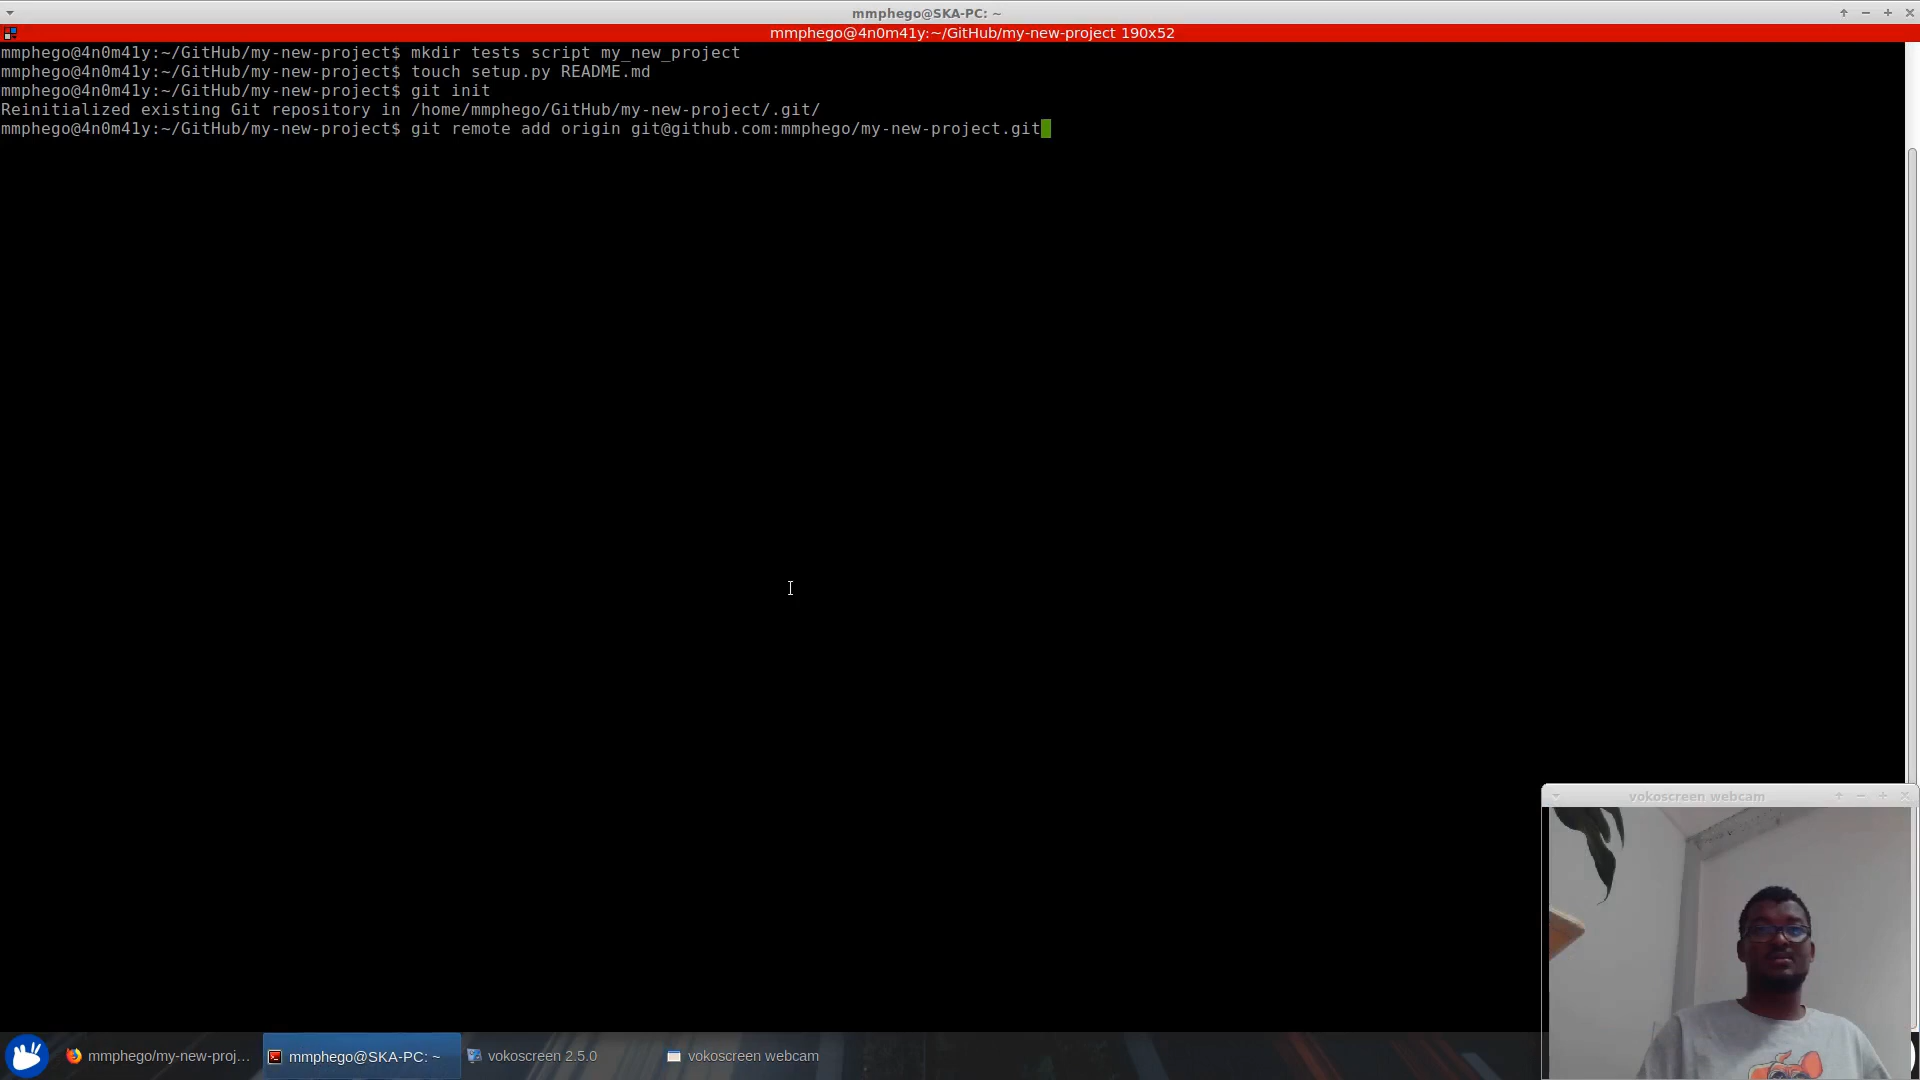 mmphego@SKA-PC: ~
mmphego@4n0m41y:~/GitHub/my-new-project 190x52
mmphego@4n0m41y:~/GitHub/my-new-project$ mkdir tests script my_new_project
mmphego@4n0m41y:~/GitHub/my-new-project$ touch setup.py README.md
mmphego@4n0m41y:~/GitHub/my-new-project$ git init
Reinitialized existing Git repository in /home/mmphego/GitHub/my-new-project/.git/
mmphego@4n0m41y:~/GitHub/my-new-project$ git remote add origin git@github.com:mmphego/my-new-project.git
vokoscreen webcam
mmphego/my-new-proj... mmphego@SKA-PC: ~ vokoscreen 2.5.0 vokoscreen webcam